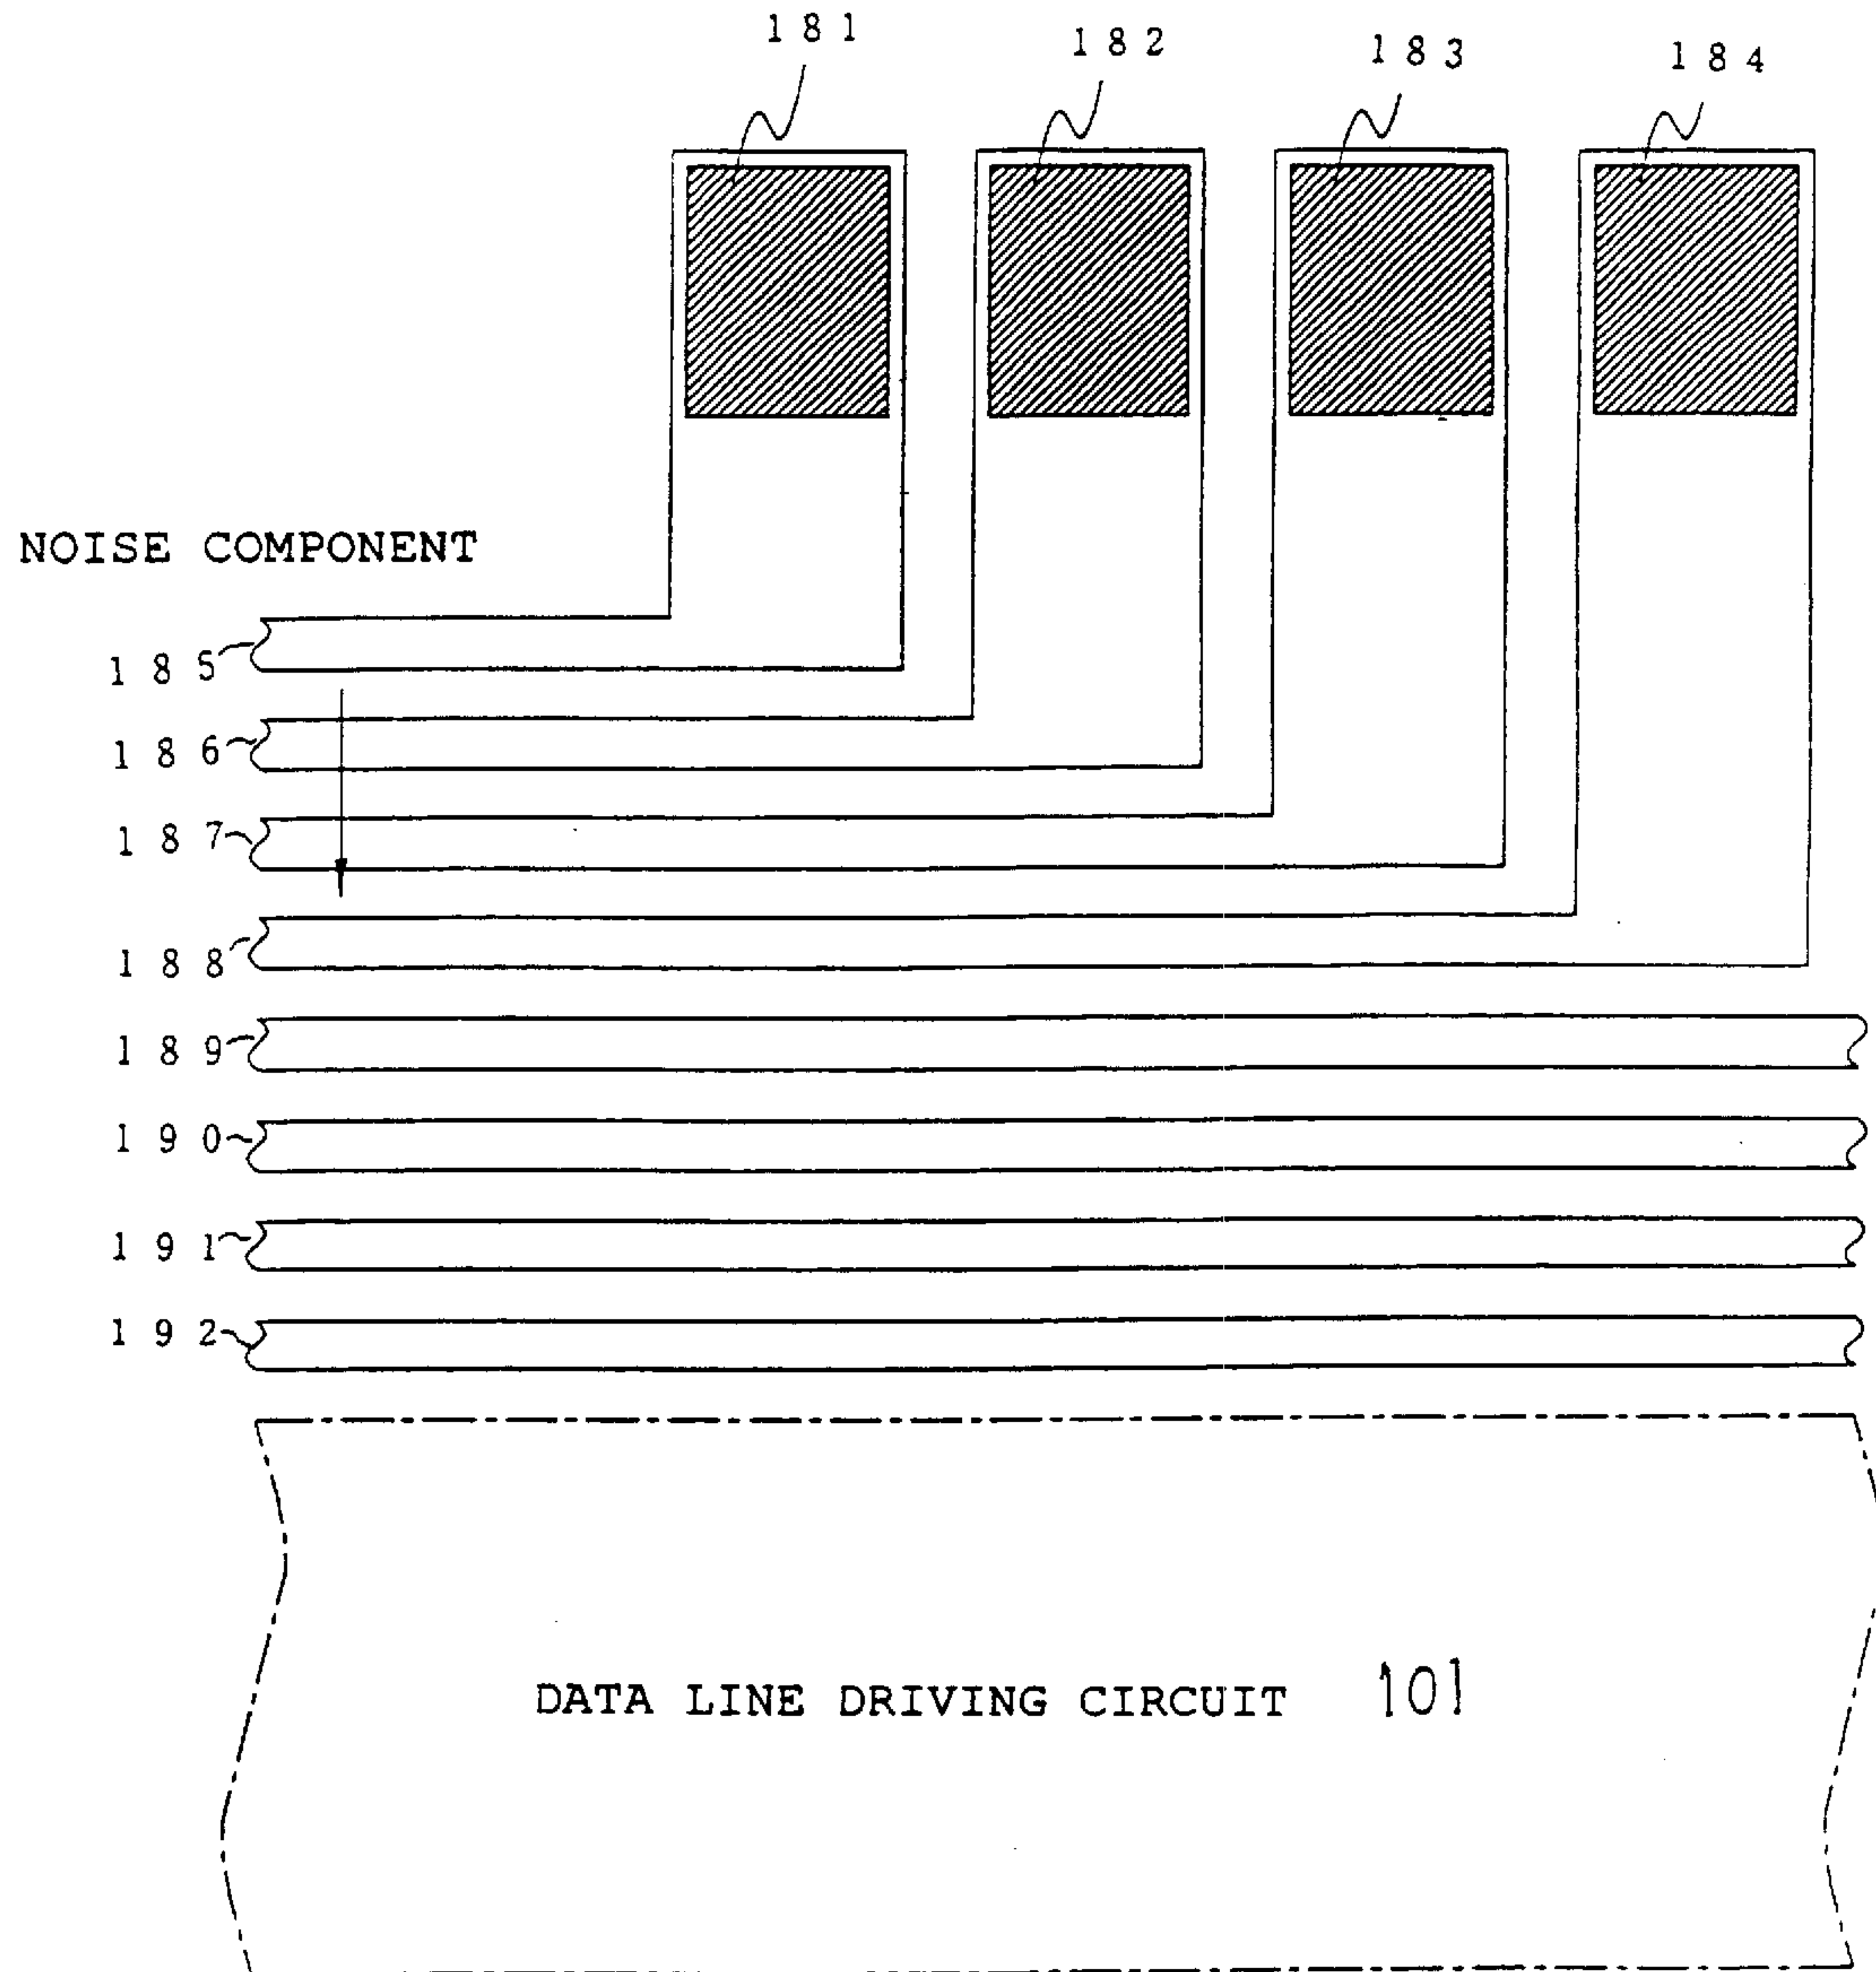 181 182 183 184
NOISE COMPONENT
185
186
187
188
189
190
191
192
DATA LINE DRIVING CIRCUIT 101